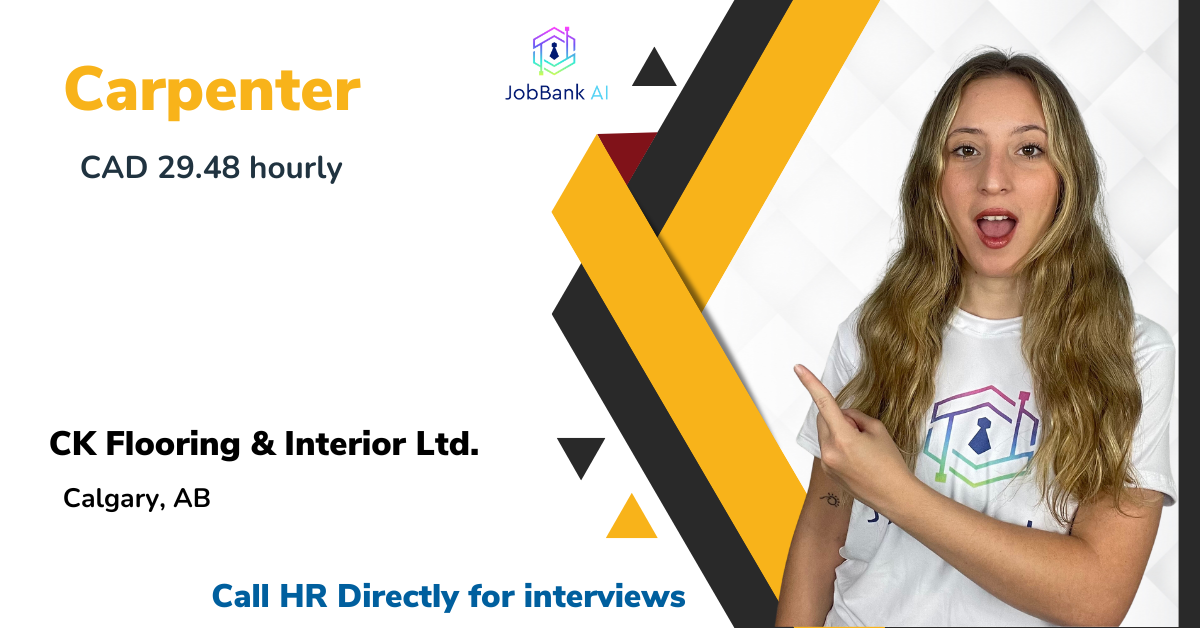 Carpenter
JobBank AI
CAD 29.48 hourly
CK Flooring & Interior Ltd.
Calgary, AB
Call HR Directly for interviews